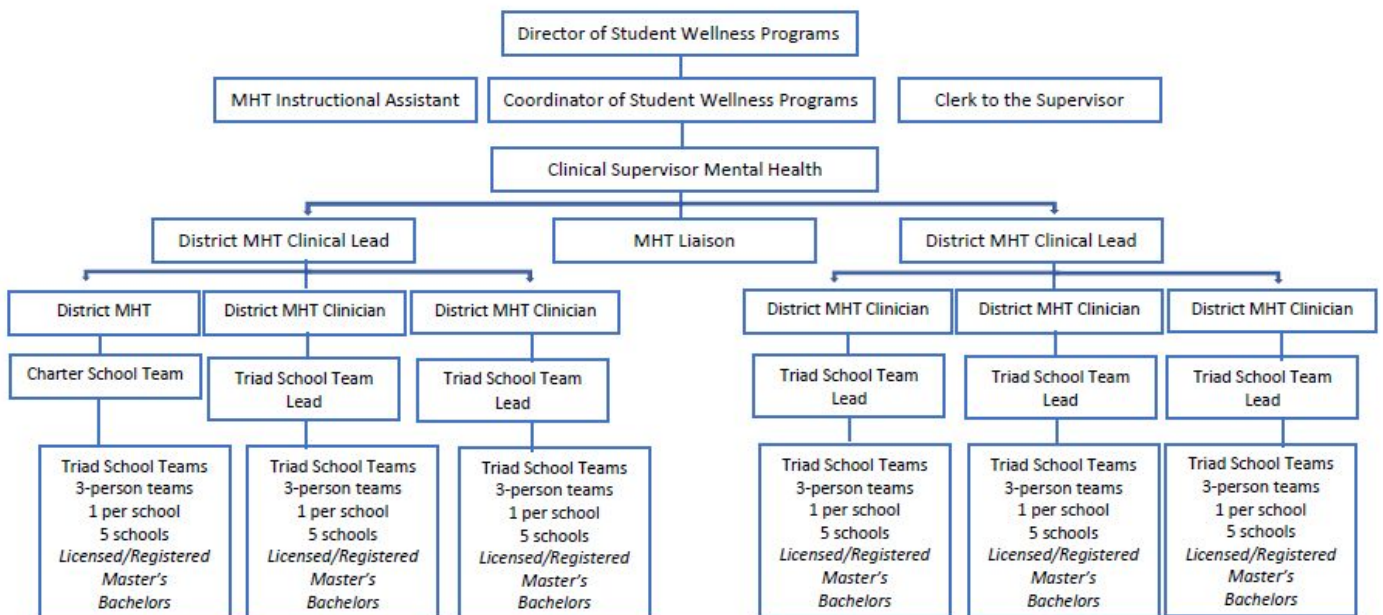 Director of Student Wellness Programs
MHT Instructional Assistant
Coordinator of Student Wellness Programs
Clerk to the Supervisor
Clinical Supervisor Mental Health
District MHT Clinical Lead
MHT Liaison
District MHT Clinical Lead
District MHT
District MHT Clinician
District MHT Clinician
District MHT Clinician
District MHT Clinician
District MHT Clinician
Charter School Team
Triad School Team
Lead
Triad School Team
Lead
Triad School Team
Lead
Triad School Team
Lead
Triad School Team
Lead
Triad School Teams
3-person teams
1 per school
5 schools
Licensed/Registered
Master's
Bachelors
Triad School Teams
3-person teams
1 per school
5 schools
Licensed/Registered
Master's
Bachelors
Triad School Teams
3-person teams
1 per school
5 schools
Licensed/Registered
Master's
Bachelors
Triad School Teams
3-person teams
1 per school
5 schools
Licensed/Registered
Master's
Bachelors
Triad School Teams
3-person teams
1 per school
5 schools
Licensed/Registered
Master's
Bachelors
Triad School Teams
3-person teams
1 per school
5 schools
Licensed/Registered
Master's
Bachelors